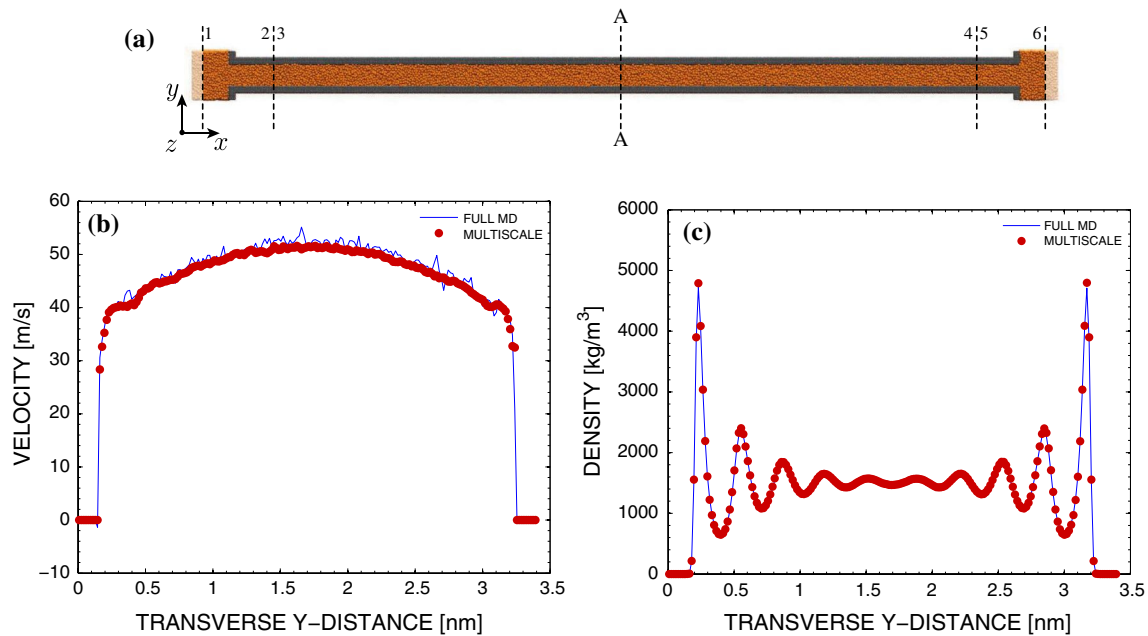 (a)
A
1 2 3 4 5 6
A
y
z x
(b)
60
50
40
30
20
10
0
−10
VELOCITY [m/s]
FULL MD
MULTISCALE
0 0.5 1 1.5 2 2.5 3 3.5
TRANSVERSE Y−DISTANCE [nm]
(c)
6000
5000
4000
3000
2000
1000
0
DENSITY [kg/m³]
FULL MD
MULTISCALE
0 0.5 1 1.5 2 2.5 3 3.5
TRANSVERSE Y−DISTANCE [nm]